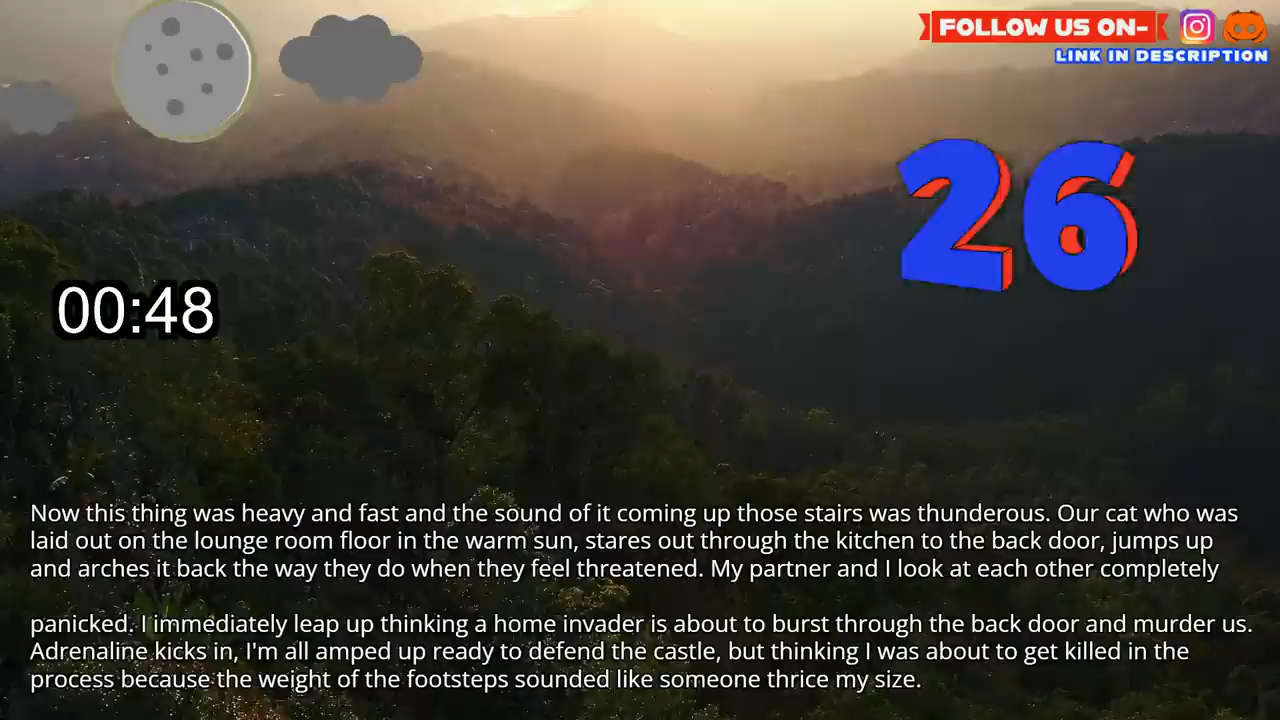 FOLLOW US ON-
LINK IN DESCRIPTION
26
00:48
Now this thing was heavy and fast and the sound of it coming up those stairs was thunderous. Our cat who was
laid out on the lounge room floor in the warm sun, stares out through the kitchen to the back door, jumps up
and arches it back the way they do when they feel threatened. My partner and I look at each other completely
panicked. I immediately leap up thinking a home invader is about to burst through the back door and murder us.
Adrenaline kicks in, I'm all amped up ready to defend the castle, but thinking I was about to get killed in the
process because the weight of the footsteps sounded like someone thrice my size.